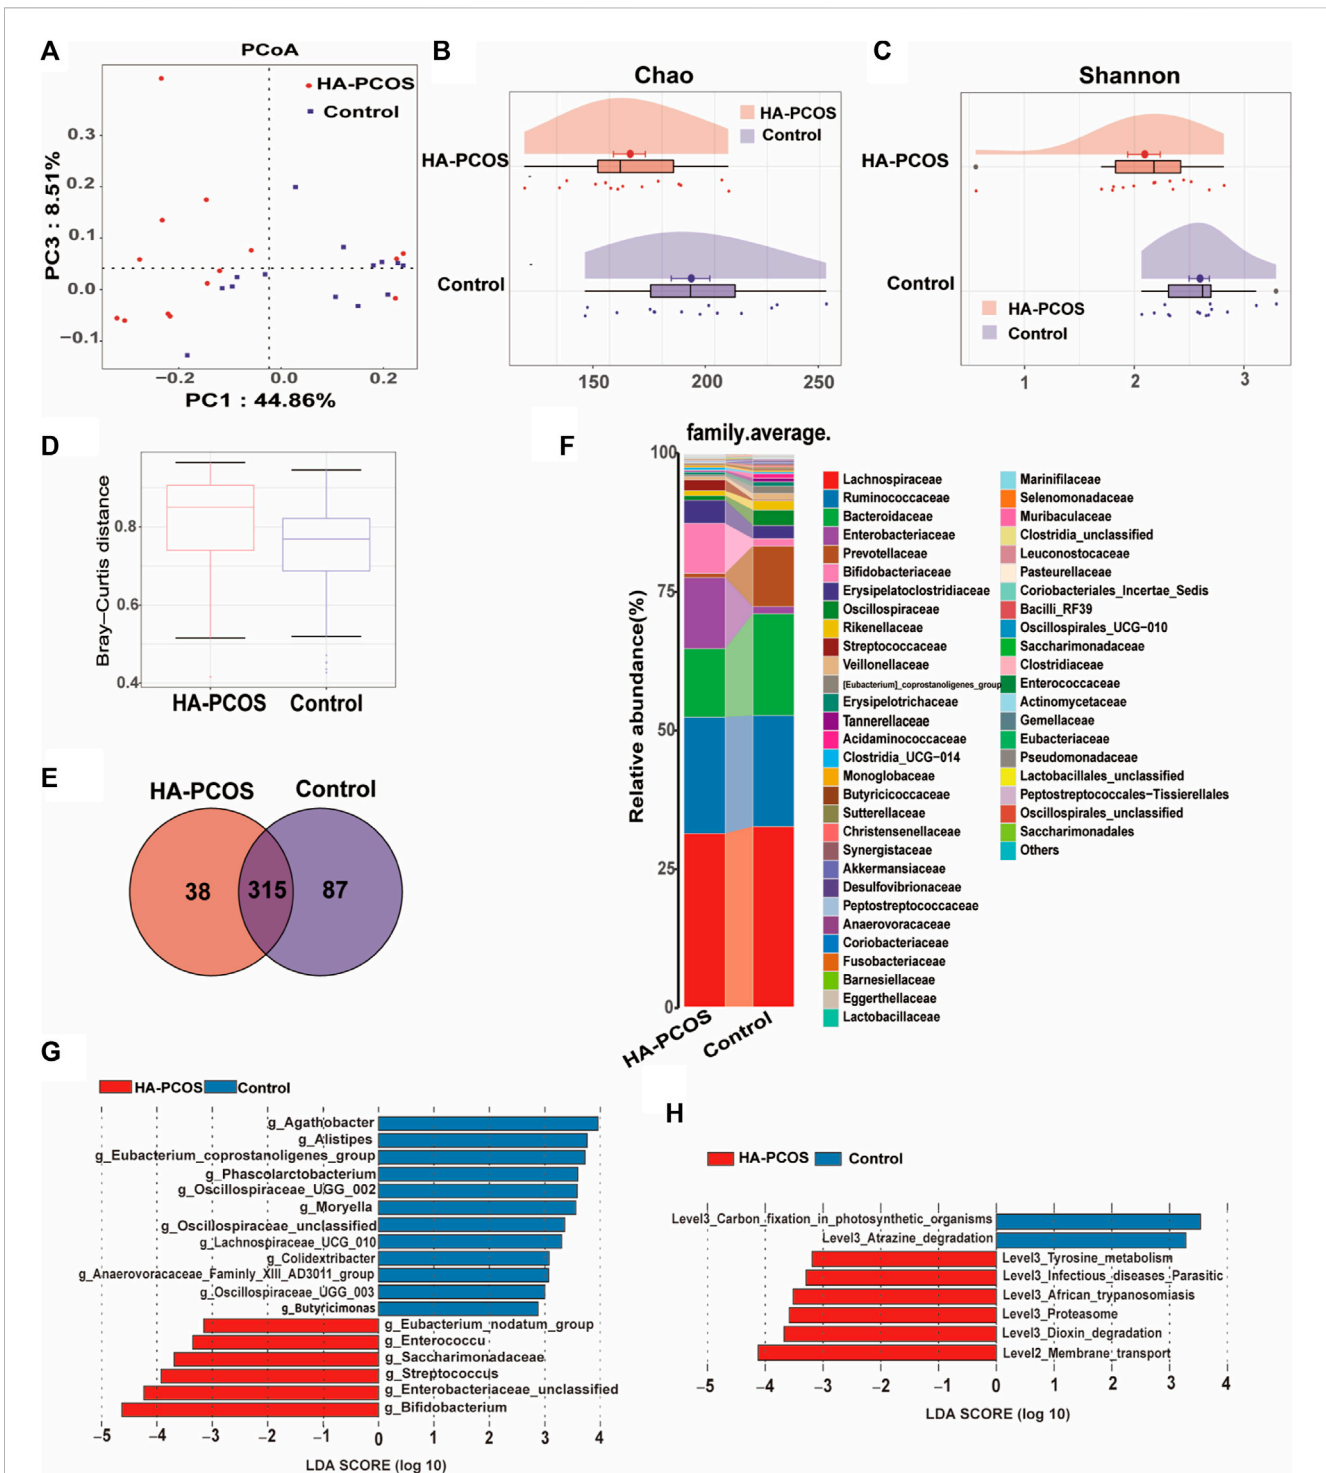 A
PCoA
HA-PCOS
Control
0.3
0.2
0.1
0.0
−0.1
PC3 : 8.51%
−0.2
0.0
0.2
PC1 : 44.86%
B
Chao
HA-PCOS
Control
HA-PCOS
Control
150
200
250
C
Shannon
HA-PCOS
Control
HA-PCOS
Control
1
2
3
D
Bray−Curtis distance
0.8
0.6
0.4
HA-PCOS
Control
E
HA-PCOS
Control
38
315
87
F
family.average.
Relative abundance(%)
100
75
50
25
0
HA-PCOS
Control
Lachnospiraceae
Ruminococcaceae
Bacteroidaceae
Enterobacteriaceae
Prevotellaceae
Bifidobacteriaceae
Erysipelatoclostridiaceae
Oscillospiraceae
Rikenellaceae
Streptococcaceae
Veillonellaceae
[Eubacterium]_coprostanoligenes_group
Erysipelotrichaceae
Tannerellaceae
Acidaminococcaceae
Clostridia_UCG−014
Monoglobaceae
Butyricicoccaceae
Sutterellaceae
Christensenellaceae
Synergistaceae
Akkermansiaceae
Desulfovibrionaceae
Peptostreptococcaceae
Anaerovoracaceae
Coriobacteriaceae
Fusobacteriaceae
Barnesiellaceae
Eggerthellaceae
Lactobacillaceae
Marinifilaceae
Selenomonadaceae
Muribaculaceae
Clostridia_unclassified
Leuconostocaceae
Pasteurellaceae
Coriobacteriales_Incertae_Sedis
Bacilli_RF39
Oscillospirales_UCG-010
Saccharimonadaceae
Clostridiaceae
Enterococcaceae
Actinomycetaceae
Gemellaceae
Eubacteriaceae
Pseudomonadaceae
Lactobacillales_unclassified
Peptostreptococcales−Tissierellales
Oscillospirales_unclassified
Saccharimonadales
Others
G
HA-PCOS
Control
g_Agathobacter
g_Alistipes
g_Eubacterium_coprostanoligenes_group
g_Phascolarctobacterium
g_Oscillospiraceae_UGG_002
g_Moryella
g_Oscillospiraceae_unclassified
g_Lachnospiraceae_UCG_010
g_Colidextribacter
g_Anaerovoracaceae_Faminly_XIII_AD3011_group
g_Oscillospiraceae_UGG_003
g_Butyricimonas
g_Eubacterium_nodatum_group
g_Enterococcu
g_Saccharimonadaceae
g_Streptococcus
g_Enterobacteriaceae_unclassified
g_Bifidobacterium
−5 −4 −3 −2 −1 0 1 2 3 4
LDA SCORE (log 10)
H
HA-PCOS
Control
Level3_Carbon_fixation_in_photosynthetic_organisms
Level3_Atrazine_degradation
Level3_Tyrosine_metabolism
Level3_Infectious_diseases_Parasitic
Level3_African_trypanosomiasis
Level3_Proteasome
Level3_Dioxin_degradation
Level2_Membrane_transport
−5 −4 −3 −2 −1 0 1 2 3 4
LDA SCORE (log 10)